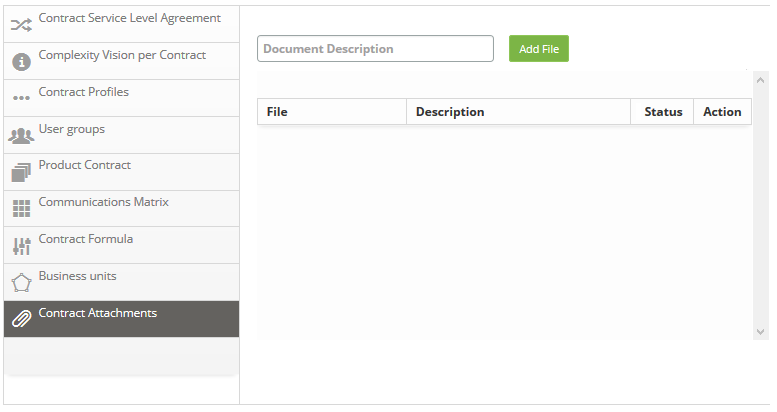 Contract Service Level Agreement
Complexity Vision per Contract
Contract Profiles
User groups
Product Contract
Communications Matrix
Contract Formula
Business units
Contract Attachments
Document Description
Add File
File Description Status Action